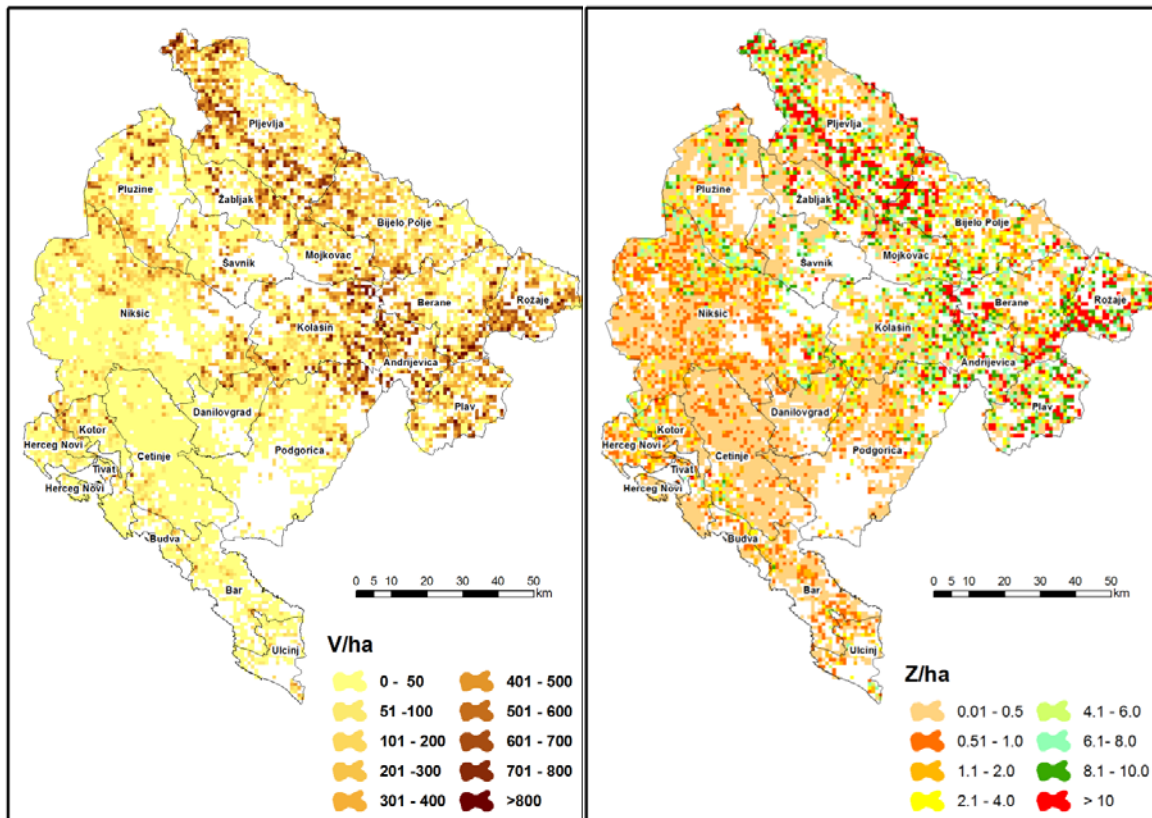 Pljevlja
Plužine
Žabljak
Bijelo Polje
Šavnik
Mojkovac
Berane
Rožaje
Nikšić
Kolašin
Andrijevica
Danilovgrad
Plav
Kotor
Herceg Novi
Cetinje
Podgorica
Tivat
Herceg Novi
Budva
Bar
Ulcinj
0 5 10 20 30 40 50
km
V/ha
0 - 50 401 - 500
51 -100 501 - 600
101 - 200 601 - 700
201 -300 701 - 800
301 - 400 >800
Pljevlja
Plužine
Žabljak
Bijelo Polje
Šavnik
Mojkovac
Berane
Rožaje
Nikšić
Kolašin
Andrijevica
Danilovgrad
Plav
Kotor
Herceg Novi
Cetinje
Podgorica
Tivat
Herceg Novi
Budva
Bar
Ulcinj
0 5 10 20 30 40 50
km
Z/ha
0.01 - 0.5 4.1 - 6.0
0.51 - 1.0 6.1- 8.0
1.1 - 2.0 8.1 - 10.0
2.1 - 4.0 > 10